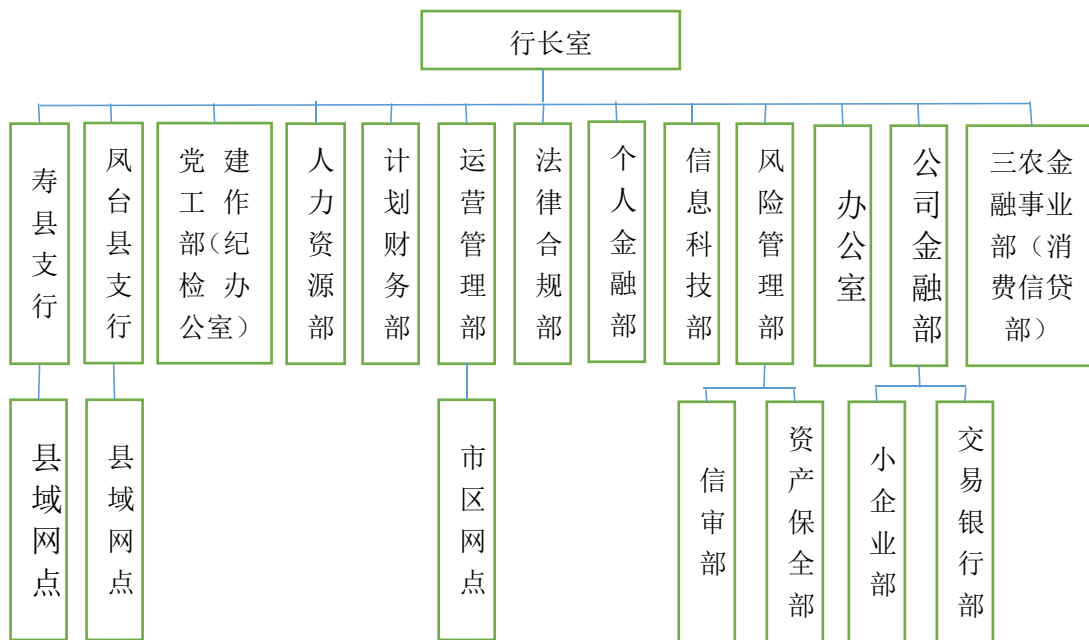 行长室
寿县支行
凤台县支行
党建
工作
部（纪
检办
公室）
人力资源部
计划财务部
运营管理部
法律合规部
个人金融部
信息科技部
风险管理部
办公室
公司金融部
三农金
融事业
部（消
费信贷
部）
县域网点
县域网点
市区网点
信审部
资产保全部
小企业部
交易银行部